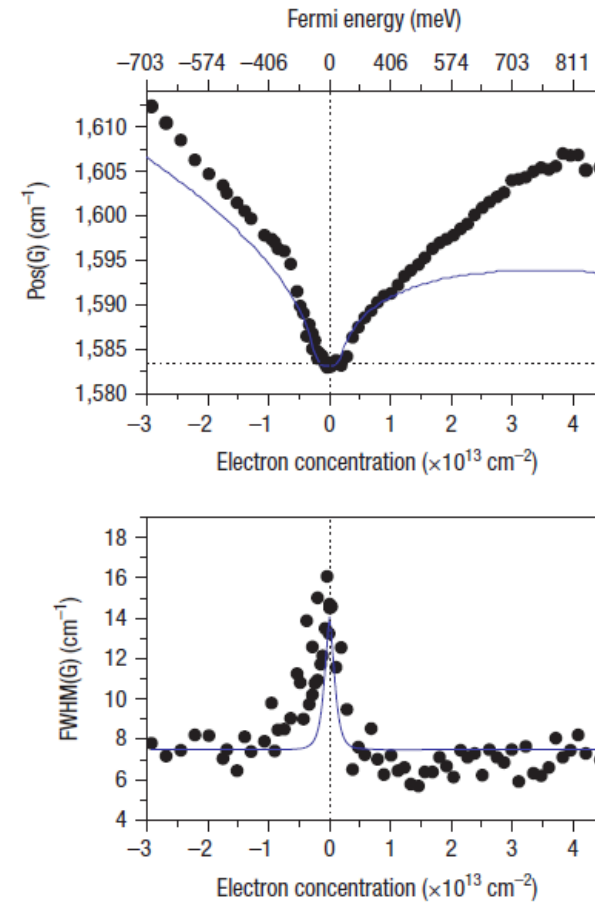 Fermi energy (meV)
−703 −574 −406 0 406 574 703 811
1,610
1,605
1,600
1,595
1,590
1,585
1,580
Pos(G) (cm⁻¹)
−3 −2 −1 0 1 2 3 4
Electron concentration (×10¹³ cm⁻²)
18
16
14
12
10
8
6
4
FWHM(G) (cm⁻¹)
−3 −2 −1 0 1 2 3 4
Electron concentration (×10¹³ cm⁻²)